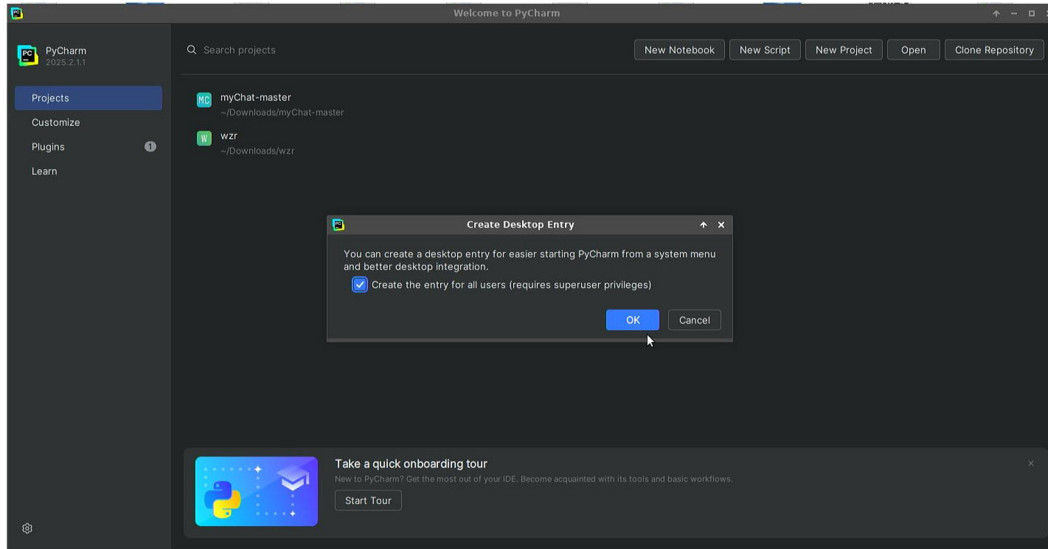 Welcome to PyCharm
PC
PyCharm
2025.2.1.1
Search projects
New Notebook
New Script
New Project
Open
Clone Repository
Projects
Customize
Plugins
1
Learn
MC
myChat-master
~/Downloads/myChat-master
W
wzr
~/Downloads/wzr
Create Desktop Entry
You can create a desktop entry for easier starting PyCharm from a system menu
and better desktop integration.
Create the entry for all users (requires superuser privileges)
OK
Cancel
Take a quick onboarding tour
New to PyCharm? Get the most out of your IDE. Become acquainted with its tools and basic workflows.
Start Tour